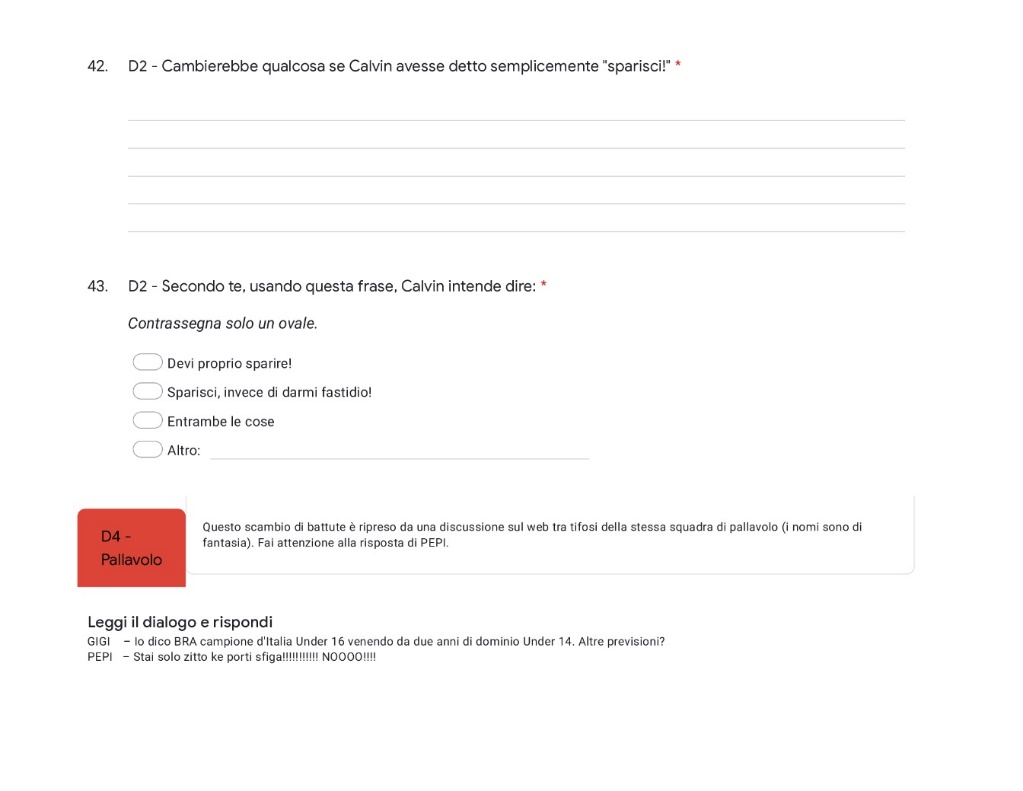 42. D2 - Cambierebbe qualcosa se Calvin avesse detto semplicemente "sparisci!" *
43. D2 - Secondo te, usando questa frase, Calvin intende dire: *
Contrassegna solo un ovale.
Devi proprio sparire!
Sparisci, invece di darmi fastidio!
Entrambe le cose
Altro:
D4 -
Pallavolo
Questo scambio di battute è ripreso da una discussione sul web tra tifosi della stessa squadra di pallavolo (i nomi sono di
fantasia). Fai attenzione alla risposta di PEPI.
Leggi il dialogo e rispondi
GIGI – Io dico BRA campione d'Italia Under 16 venendo da due anni di dominio Under 14. Altre previsioni?
PEPI – Stai solo zitto ke porti sfiga!!!!!!!!!!! NOOOO!!!!